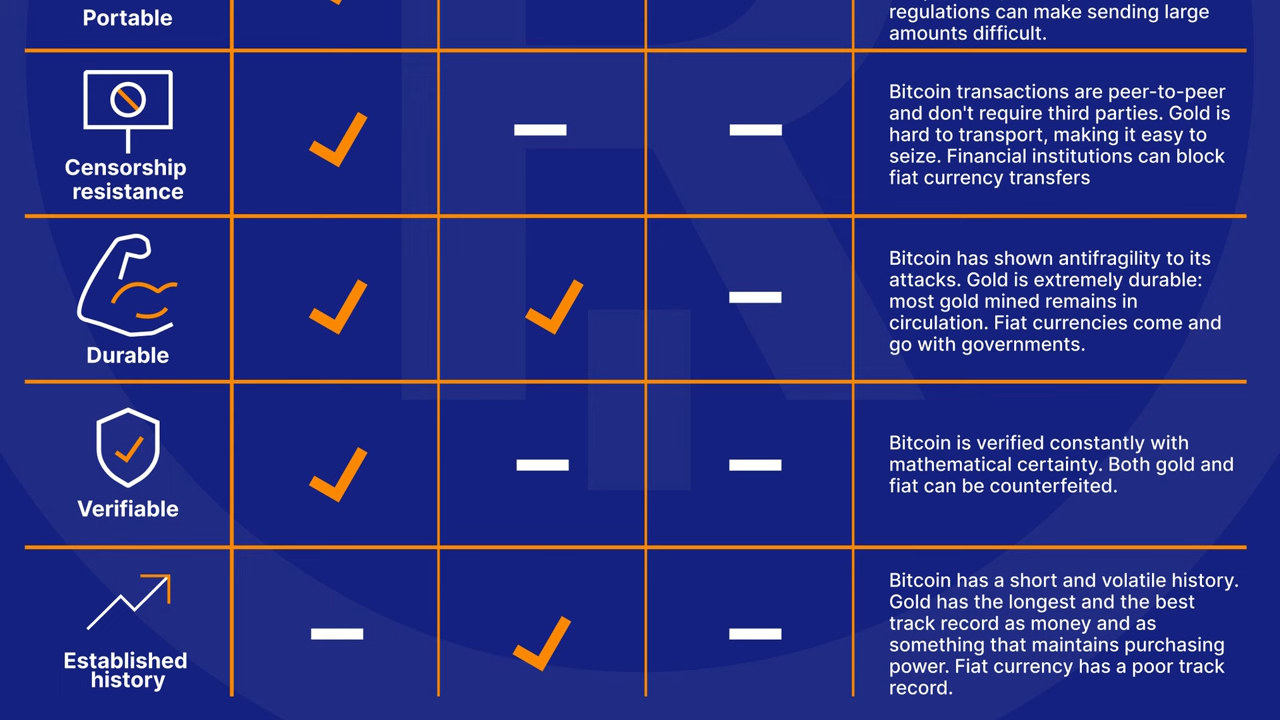 Portable
regulations can make sending large
amounts difficult.
Censorship
resistance
Bitcoin transactions are peer-to-peer
and don't require third parties. Gold is
hard to transport, making it easy to
seize. Financial institutions can block
fiat currency transfers
Durable
Bitcoin has shown antifragility to its
attacks. Gold is extremely durable:
most gold mined remains in
circulation. Fiat currencies come and
go with governments.
Verifiable
Bitcoin is verified constantly with
mathematical certainty. Both gold and
fiat can be counterfeited.
Established
history
Bitcoin has a short and volatile history.
Gold has the longest and the best
track record as money and as
something that maintains purchasing
power. Fiat currency has a poor track
record.